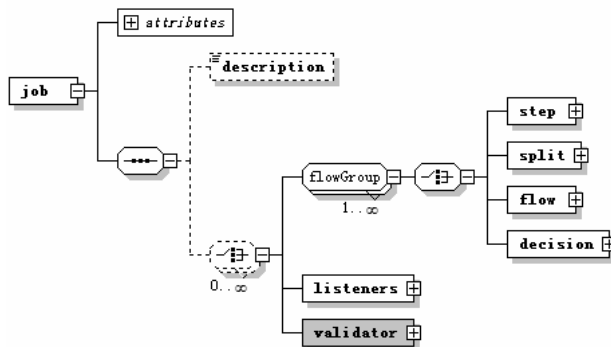 attributes
description
job
step
split
flowGroup
flow
1..∞
decision
0..∞
listeners
validator